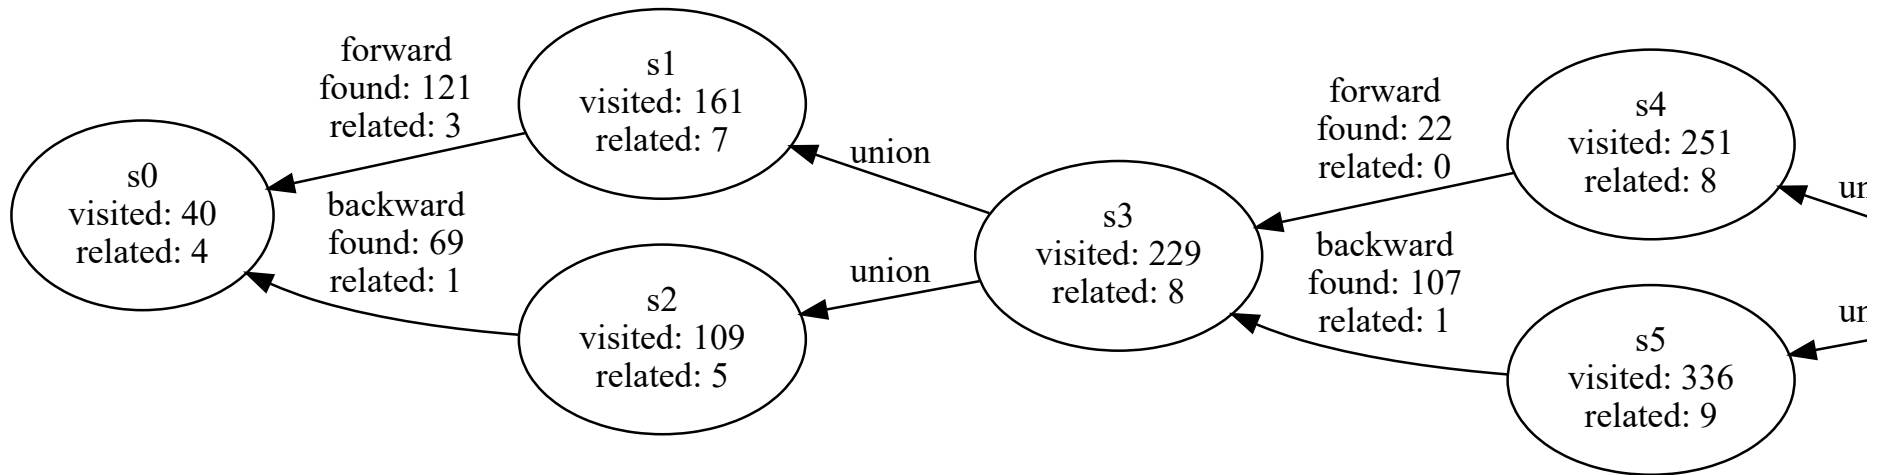 s0
visited: 40
related: 4
forward
found: 121
related: 3
backward
found: 69
related: 1
s1
visited: 161
related: 7
s2
visited: 109
related: 5
union
union
s3
visited: 229
related: 8
forward
found: 22
related: 0
backward
found: 107
related: 1
s4
visited: 251
related: 8
s5
visited: 336
related: 9